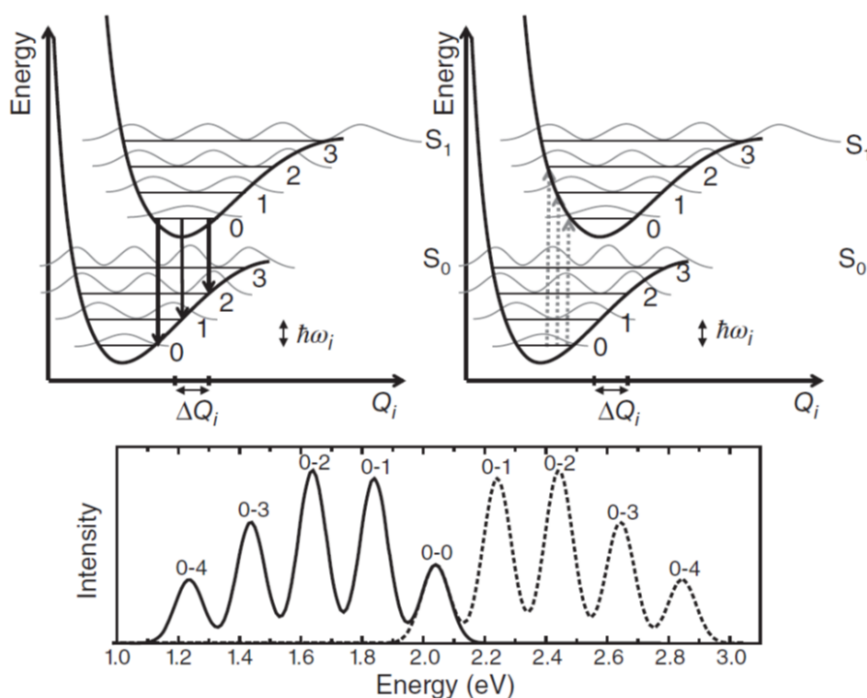 Energy
S₁
3
2
1
0
S₀
3
2
1
0
ħωᵢ
ΔQᵢ
Qᵢ
Energy
S₁
3
2
1
0
S₀
3
2
1
0
ħωᵢ
ΔQᵢ
Qᵢ
Intensity
0-4
0-3
0-2
0-1
0-0
0-1
0-2
0-3
0-4
1.0 1.2 1.4 1.6 1.8 2.0 2.2 2.4 2.6 2.8 3.0
Energy (eV)